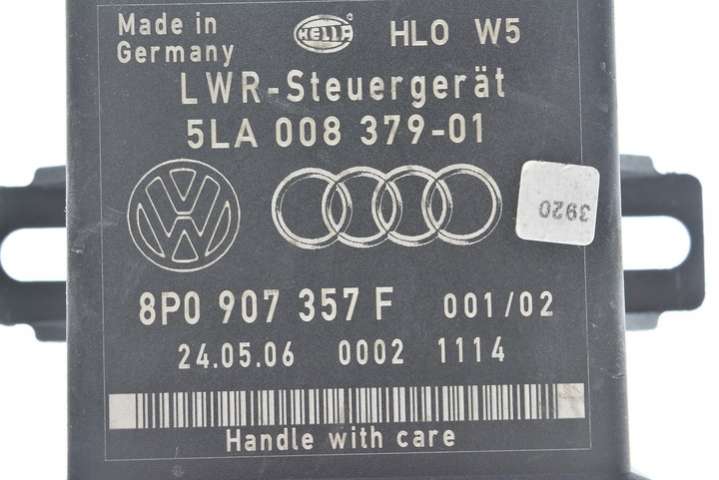 Made in
Germany
HELLA
HLO W5
LWR-Steuergerät
5LA 008 379-01
3920
8P0 907 357 F 001/02
24.05.06 0002 1114
Handle with care